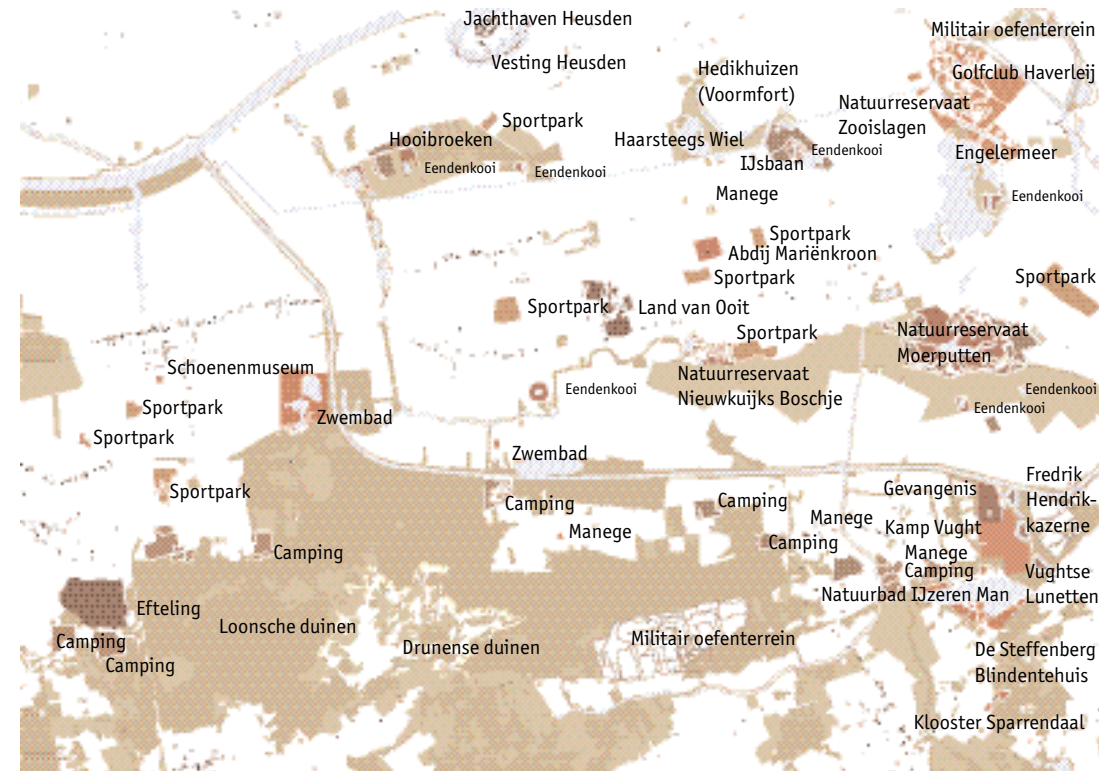 Jachthaven Heusden
Militair oefenterrein
Vesting Heusden
Hedikhuizen
(Voormfort)
Golfclub Haverleij
Natuurreservaat
Zooislagen
Sportpark
Hooibroeken
Haarsteegs Wiel
Eendenkooi
Engelermeer
Eendenkooi
Eendenkooi
IJsbaan
Manege
Eendenkooi
Sportpark
Abdij Mariënkroon
Sportpark
Sportpark
Sportpark
Land van Ooit
Sportpark
Natuurreservaat
Moerputten
Schoenenmuseum
Natuurreservaat
Nieuwkuijks Boschje
Eendenkooi
Eendenkooi
Eendenkooi
Sportpark
Zwembad
Sportpark
Zwembad
Sportpark
Fredrik
Hendrik-
kazerne
Gevangenis
Camping
Camping
Manege
Kamp Vught
Manege
Camping
Camping
Manege
Camping
Vughtse
Lunetten
Natuurbad IJzeren Man
Efteling
Loonsche duinen
Drunense duinen
Militair oefenterrein
Camping
Camping
De Steffenberg
Blindentehuis
Klooster Sparrendaal